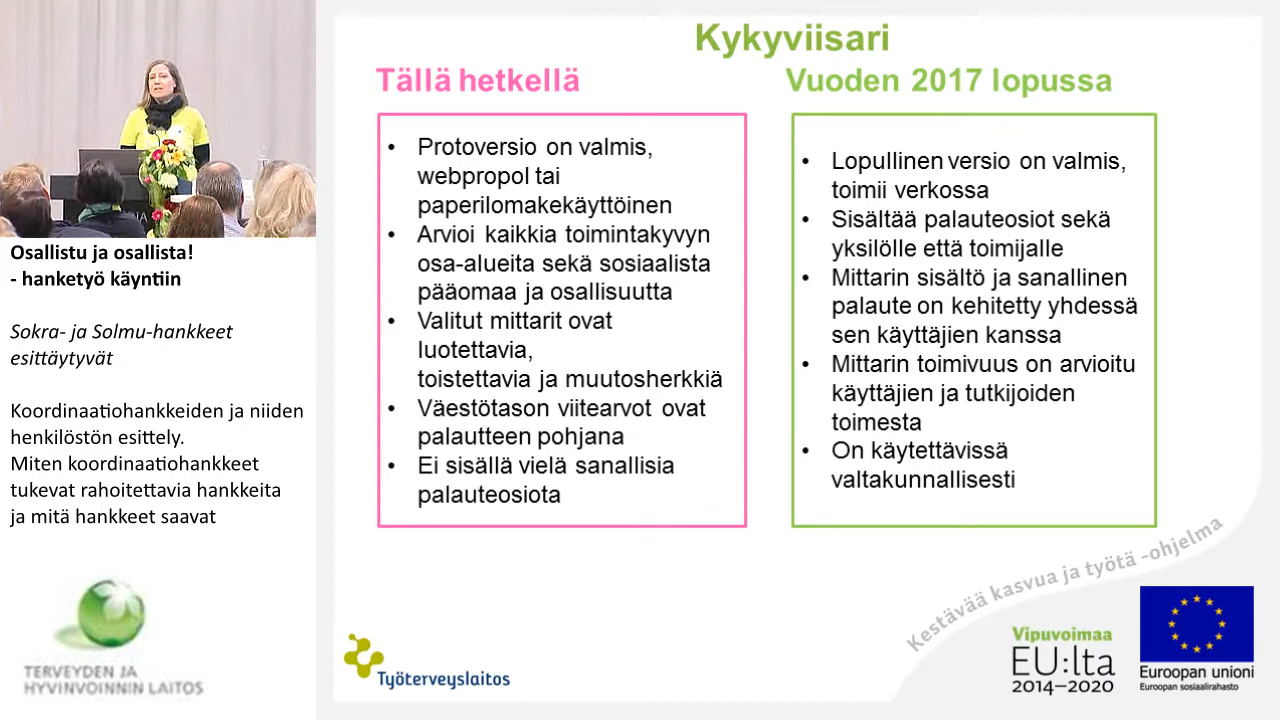 Kykyviisari
Tällä hetkellä
• Protoversio on valmis,
webpropol tai
paperilomakekäyttöinen
• Arvioi kaikkia toimintakyvyn
osa-alueita sekä sosiaalista
pääomaa ja osallisuutta
• Valitut mittarit ovat
luotettavia,
toistettavia ja muutosherkkiä
• Väestötason viitearvot ovat
palautteen pohjana
• Ei sisällä vielä sanallisia
palauteosiota
Vuoden 2017 lopussa
• Lopullinen versio on valmis,
toimii verkossa
• Sisältää palauteosiot sekä
yksilölle että toimijalle
• Mittarin sisältö ja sanallinen
palaute on kehitetty yhdessä
sen käyttäjien kanssa
• Mittarin toimivuus on arvioitu
käyttäjien ja tutkijoiden
toimesta
• On käytettävissä
valtakunnallisesti
Osallistu ja osallista!
- hanketyö käyntiin
Sokra- ja Solmu-hankkeet
esittäytyvät
Koordinaatiohankkeiden ja niiden
henkilöstön esittely.
Miten koordinaatiohankkeet
tukevat rahoitettavia hankkeita
ja mitä hankkeet saavat
TERVEYDEN JA
HYVINVOINNIN LAITOS
Työterveyslaitos
Kestävää kasvua ja työtä -ohjelma
Vipuvoimaa
EU:lta
2014–2020
Euroopan unioni
Euroopan sosiaalirahasto